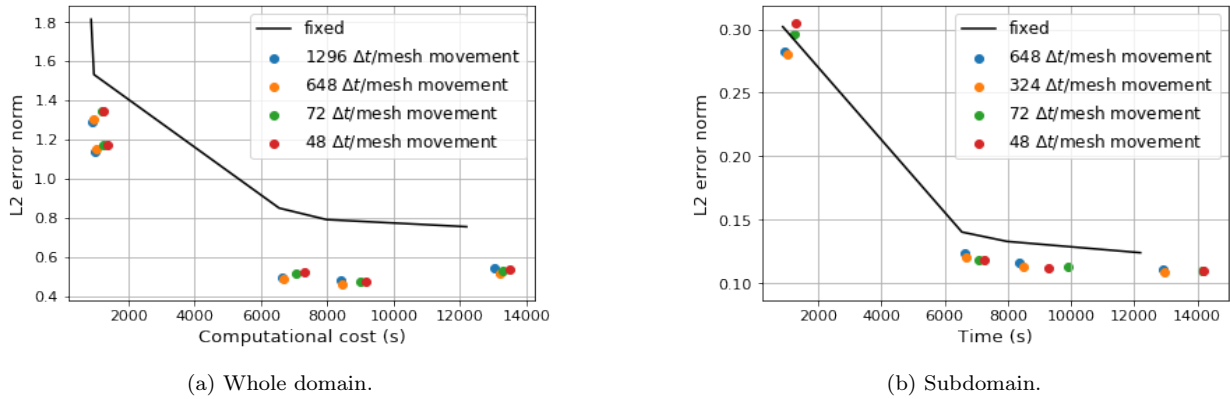 1.8
1.6
1.4
1.2
1.0
0.8
0.6
0.4
L2 error norm
fixed
1296 Δt/mesh movement
648 Δt/mesh movement
72 Δt/mesh movement
48 Δt/mesh movement
2000 4000 6000 8000 10000 12000 14000
Computational cost (s)
(a) Whole domain.
0.30
0.25
0.20
0.15
0.10
L2 error norm
fixed
648 Δt/mesh movement
324 Δt/mesh movement
72 Δt/mesh movement
48 Δt/mesh movement
2000 4000 6000 8000 10000 12000 14000
Time (s)
(b) Subdomain.